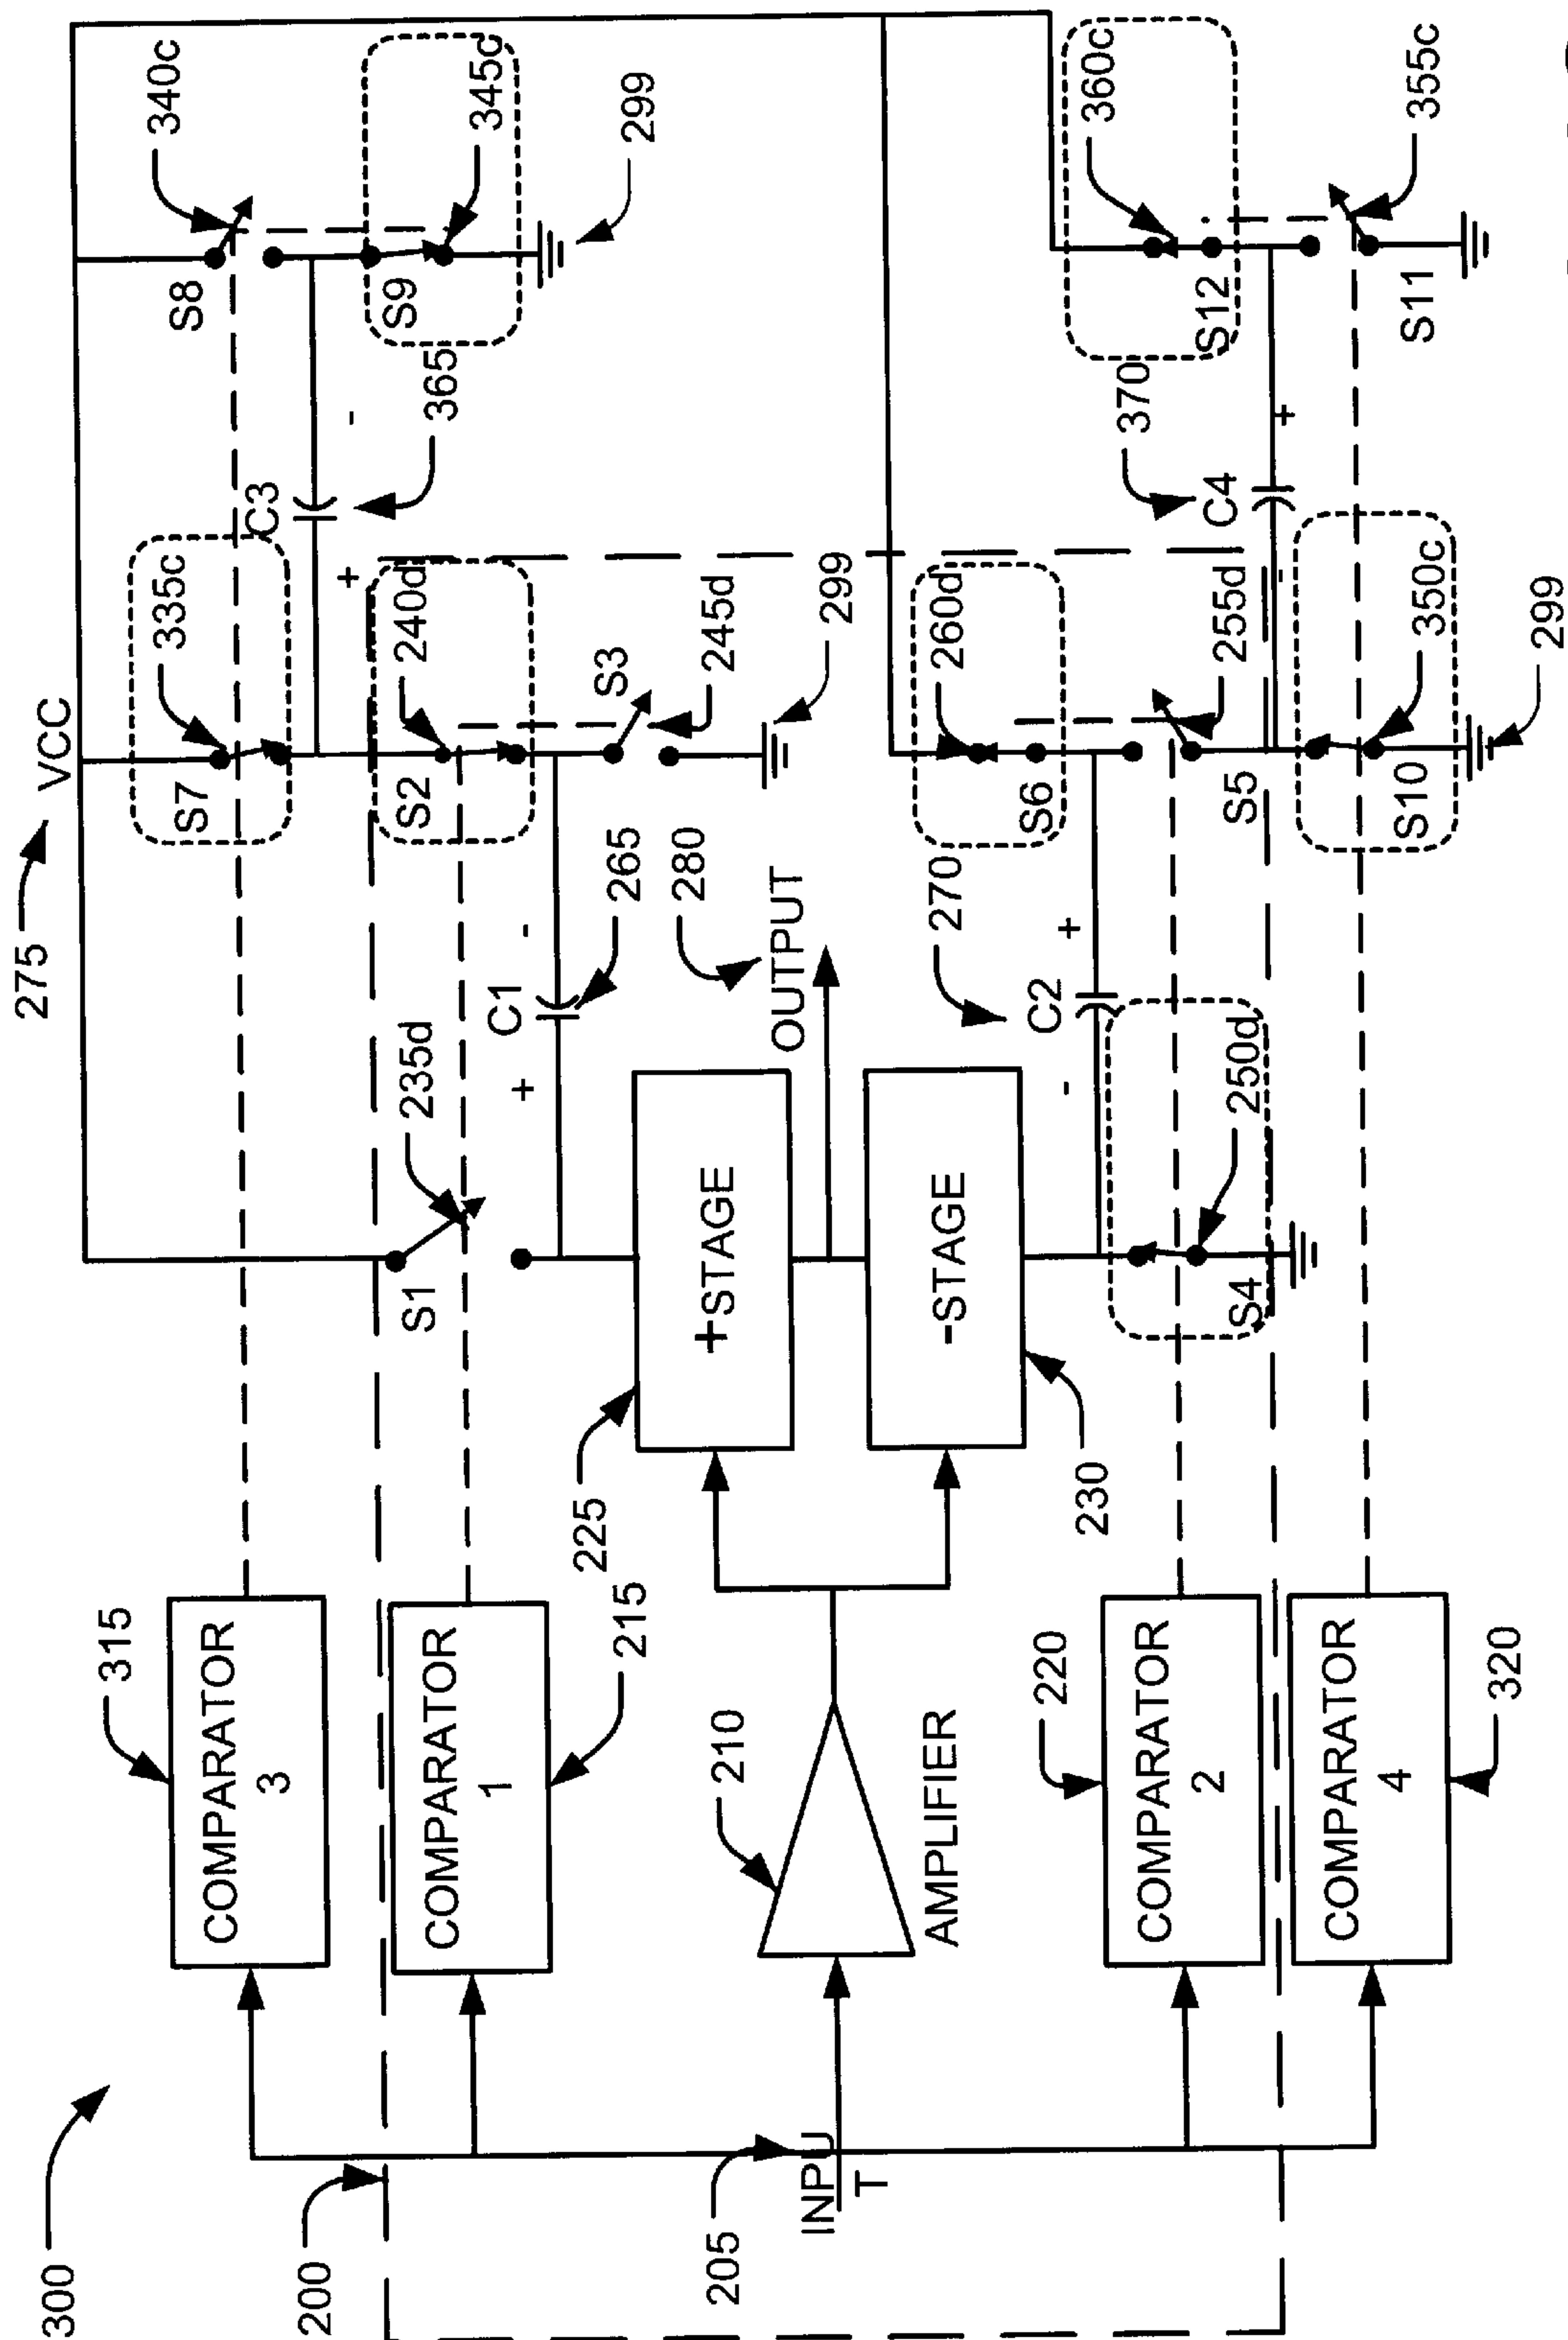 300
200
275
VCC
315
COMPARATOR
3
COMPARATOR
1
215
205
INPU
T
210
AMPLIFIER
220
COMPARATOR
2
COMPARATOR
4
320
225
+STAGE
-STAGE
230
280
OUTPUT
S1
235d
C1
+
-
265
S7
335c
S2
240d
S3
245d
299
C3
+
-
365
S8
340c
S9
345c
299
270
C2
-
+
S4
250d
S6
260d
S5
255d
S10
350c
299
370
C4
-
+
S12
360c
S11
355c